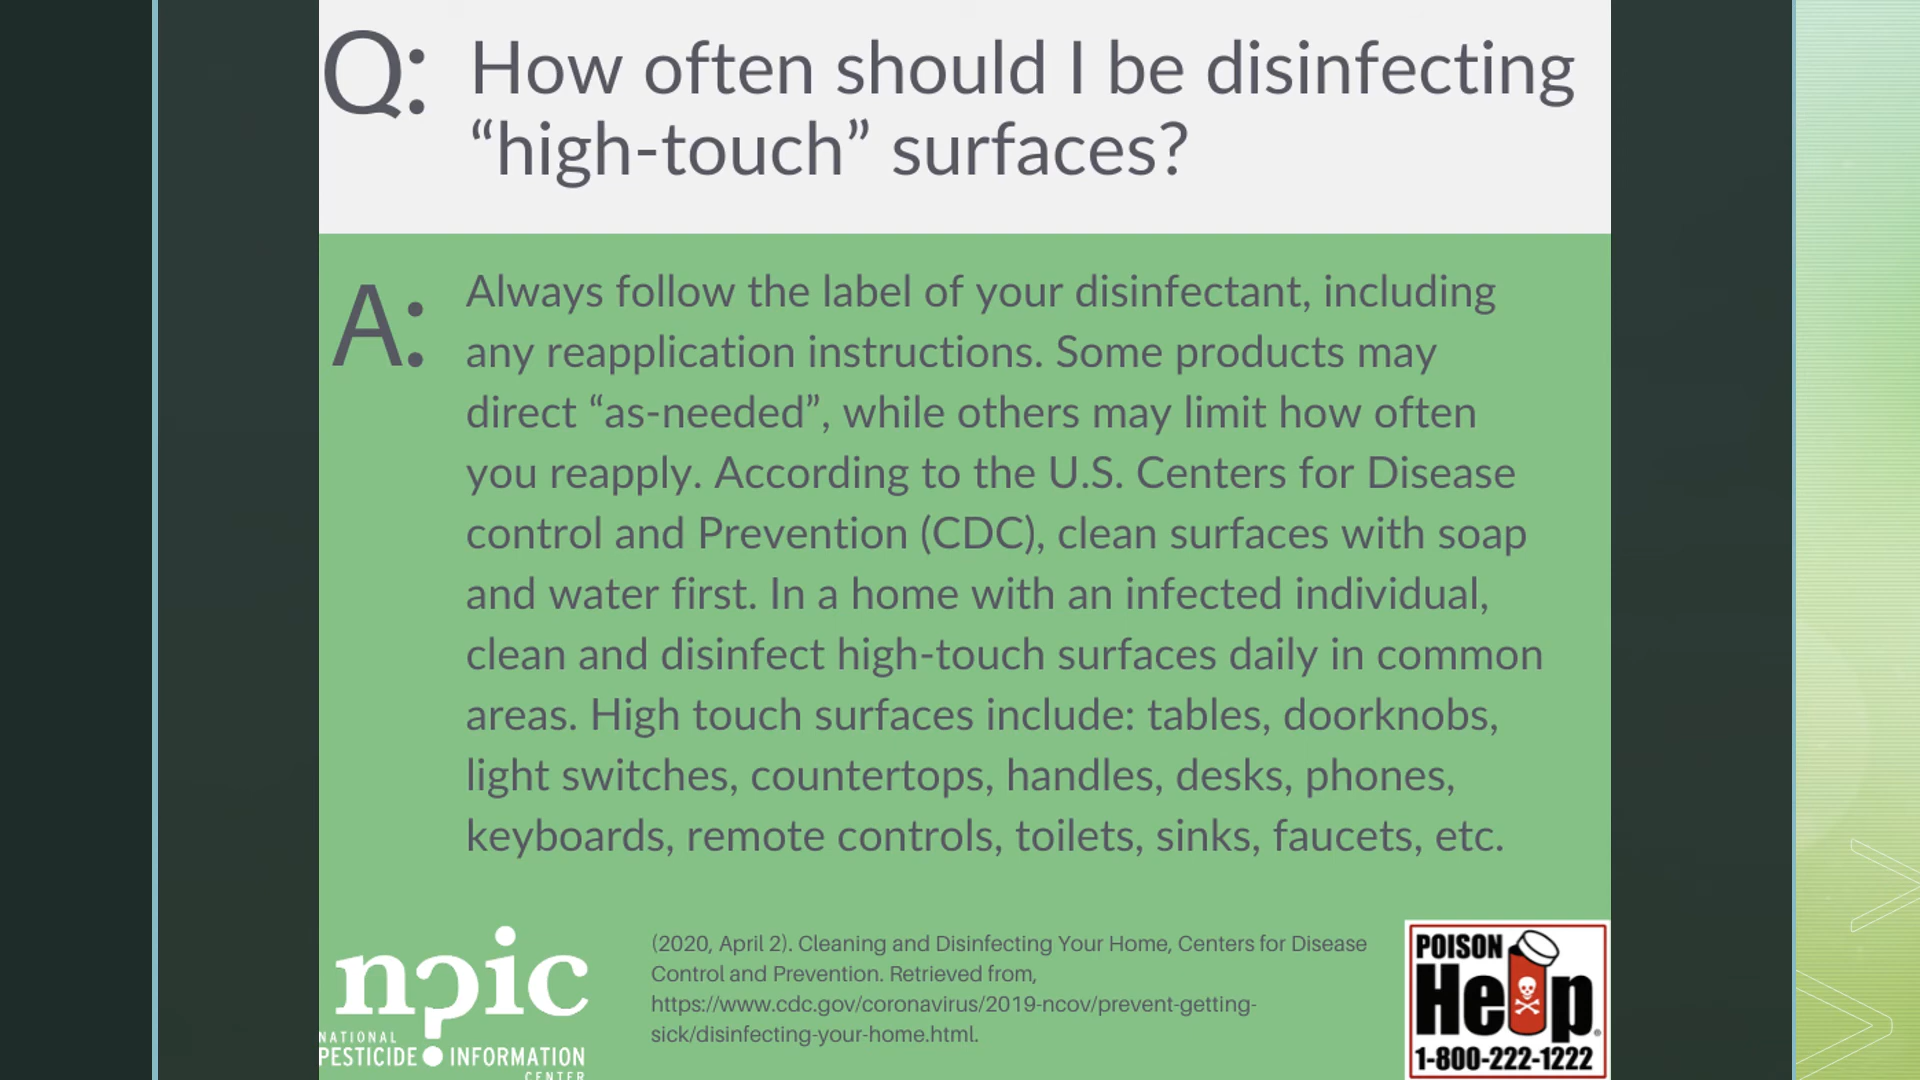 Q: How often should I be disinfecting
“high-touch” surfaces?
A: Always follow the label of your disinfectant, including
any reapplication instructions. Some products may
direct “as-needed”, while others may limit how often
you reapply. According to the U.S. Centers for Disease
control and Prevention (CDC), clean surfaces with soap
and water first. In a home with an infected individual,
clean and disinfect high-touch surfaces daily in common
areas. High touch surfaces include: tables, doorknobs,
light switches, countertops, handles, desks, phones,
keyboards, remote controls, toilets, sinks, faucets, etc.
npic
NATIONAL
PESTICIDE INFORMATION
CENTER
(2020, April 2). Cleaning and Disinfecting Your Home, Centers for Disease
Control and Prevention. Retrieved from,
https://www.cdc.gov/coronavirus/2019-ncov/prevent-getting-
sick/disinfecting-your-home.html.
POISON
Help®
1-800-222-1222